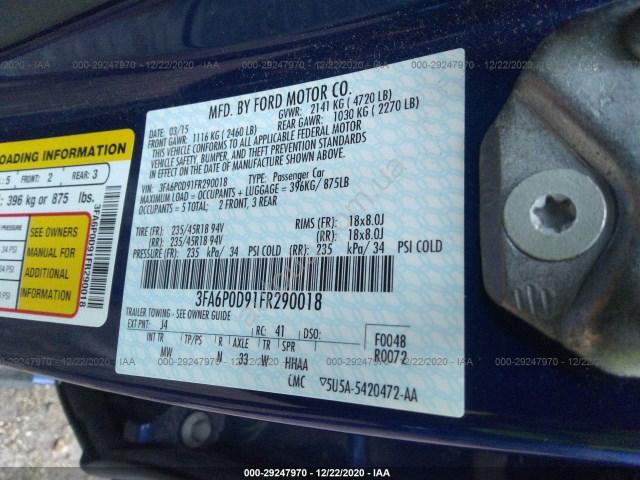 000-29247970 - 12/22/2020 - IAA
MFD. BY FORD MOTOR CO.
DATE: 03/15 GVWR: 2141 KG ( 4720 LB)
FRONT GAWR: 1116 KG ( 2460 LB) REAR GAWR: 1030 KG ( 2270 LB)
THIS VEHICLE CONFORMS TO ALL APPLICABLE FEDERAL MOTOR
VEHICLE SAFETY, BUMPER, AND THEFT PREVENTION STANDARDS
IN EFFECT ON THE DATE OF MANUFACTURE SHOWN ABOVE.
VIN: 3FA6P0D91FR290018 TYPE: Passenger Car
MAXIMUM LOAD = OCCUPANTS + LUGGAGE = 396KG/ 875LB
OCCUPANTS = 5 TOTAL: 2 FRONT, 3 REAR
TIRE (FR): 235/45R18 94V RIMS (FR): 18x8.0J
(RR): 235/45R18 94V (RR): 18x8.0J
PRESSURE (FR): 235 kPa/ 34 PSI COLD (RR): 235 kPa/ 34 PSI COLD
3FA6P0D91FR290018
TRAILER TOWING - SEE OWNER GUIDE
EXT PNT: J4 RC: 41 DSO:
F0048
R0072
INT TR TP/PS R AXLE TR SPR
MW N 33 W HHAA
CMC 5U5A-5420472-AA
LOADING INFORMATION
: 5 FRONT: 2 REAR: 3
: 396 kg or 875 lbs.
SEE OWNERS
MANUAL FOR
ADDITIONAL
INFORMATION
3FA6P0D91FR290018
000-29247970 - 12/22/2020 - IAA